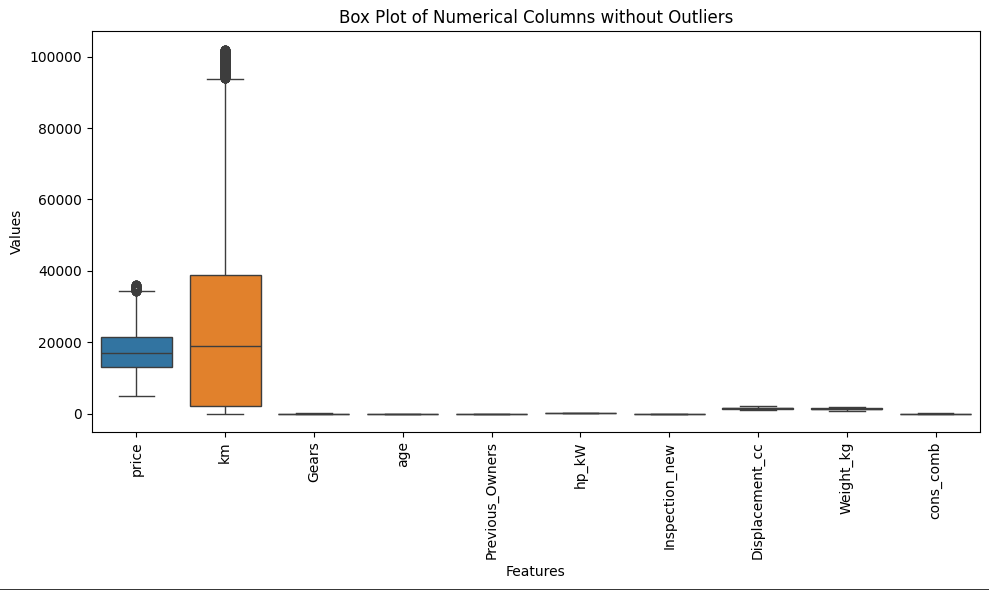 Box Plot of Numerical Columns without Outliers
Values
100000
80000
60000
40000
20000
0
price
km
Gears
age
Previous_Owners
hp_kW
Inspection_new
Displacement_cc
Weight_kg
cons_comb
Features